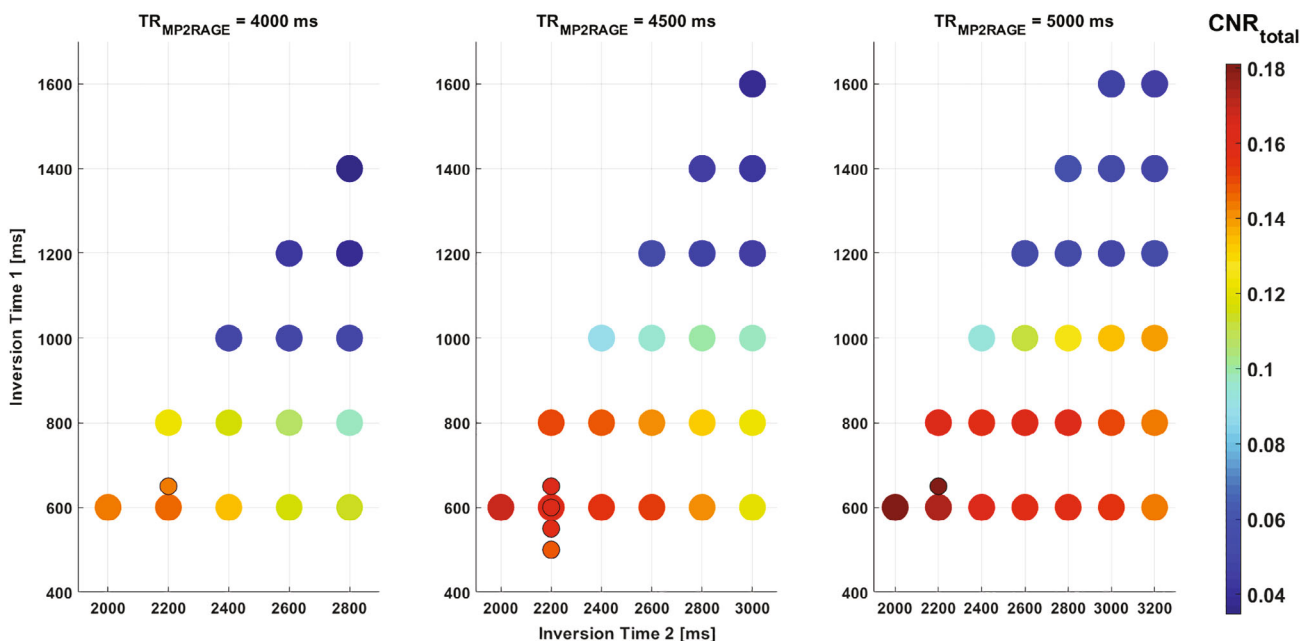 TR_MP2RAGE = 4000 ms
TR_MP2RAGE = 4500 ms
TR_MP2RAGE = 5000 ms
CNR_total
Inversion Time 1 [ms]
1600
1400
1200
1000
800
600
400
2000 2200 2400 2600 2800
2000 2200 2400 2600 2800 3000
2000 2200 2400 2600 2800 3000 3200
Inversion Time 2 [ms]
0.18
0.16
0.14
0.12
0.1
0.08
0.06
0.04